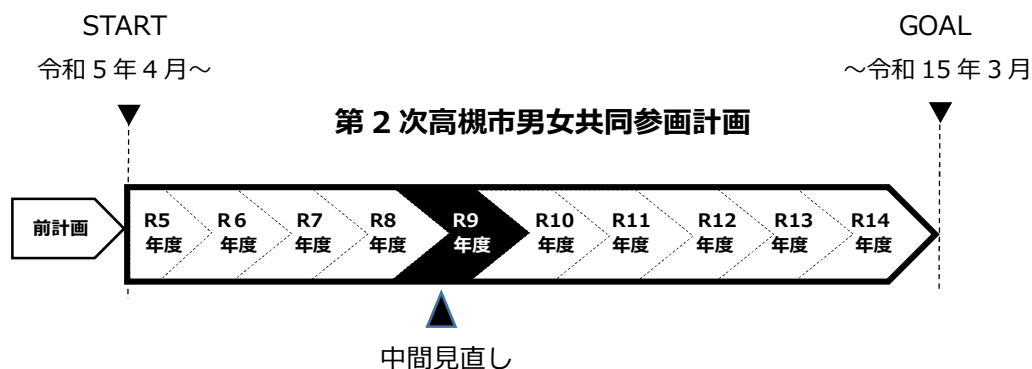 START
GOAL
令和5年4月～
～令和15年3月
第2次高槻市男女共同参画計画
前計画
R5
年度
R6
年度
R7
年度
R8
年度
R9
年度
R10
年度
R11
年度
R12
年度
R13
年度
R14
年度
中間見直し